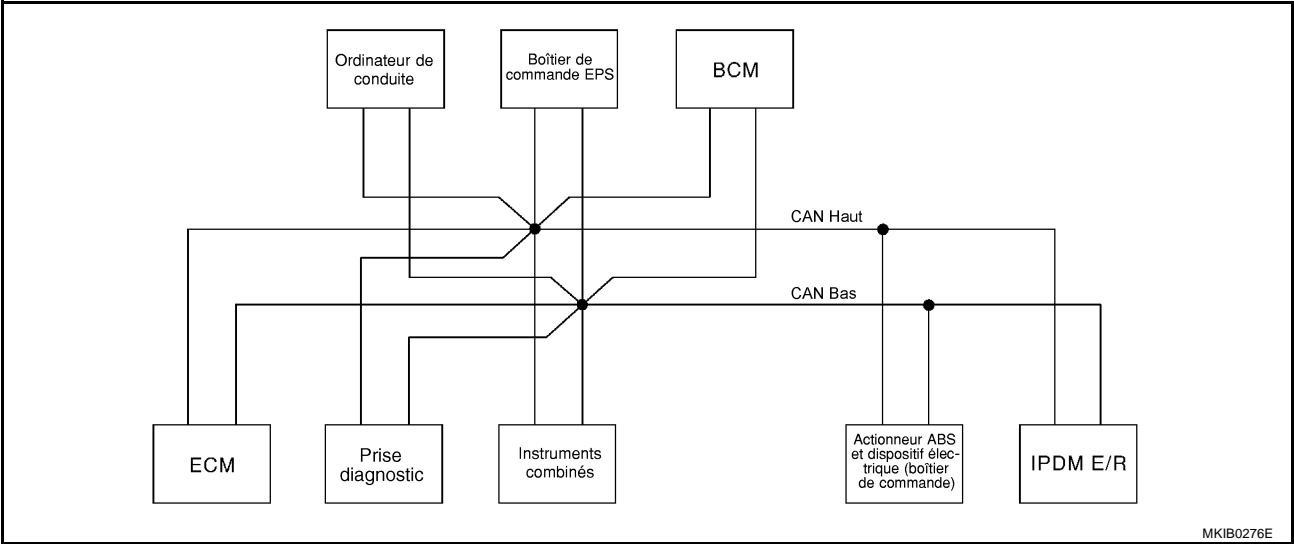 Ordinateur de
conduite
Boîtier de
commande EPS
BCM
CAN Haut
CAN Bas
ECM
Prise
diagnostic
Instruments
combinés
Actionneur ABS
et dispositif élec-
trique (boîtier
de commande)
IPDM E/R
MKIB0276E